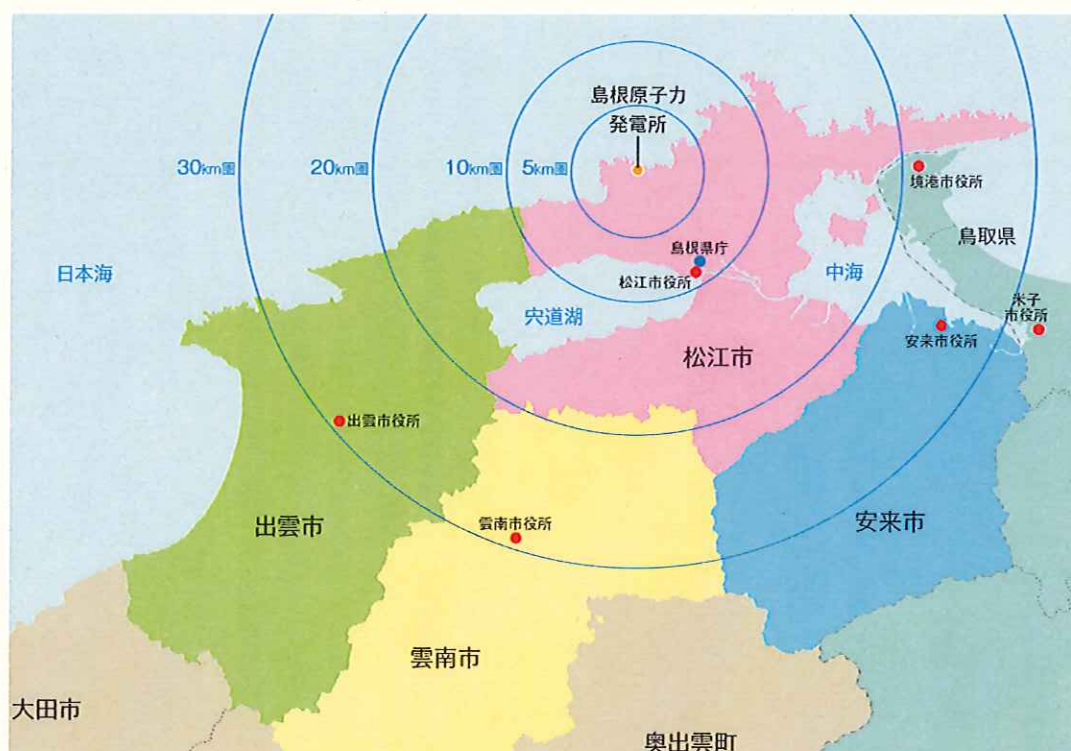 島根原子力
発電所
30km圏
20km圏
10km圏
5km圏
境港市役所
鳥取県
島根県庁
松江市役所
中海
日本海
宍道湖
米子
市役所
安来市役所
松江市
出雲市役所
雲南市役所
出雲市
安来市
雲南市
大田市
奥出雲町